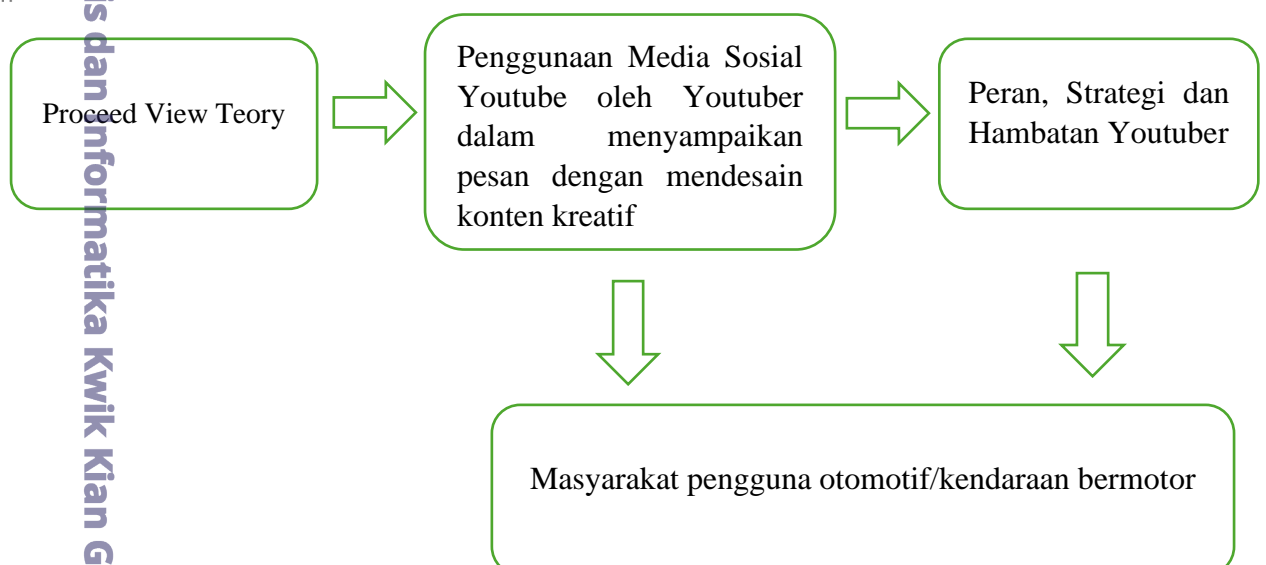 Proceed View Teory
Penggunaan Media Sosial
Youtube oleh Youtuber
dalam menyampaikan
pesan dengan mendesain
konten kreatif
Peran, Strategi dan
Hambatan Youtuber
Masyarakat pengguna otomotif/kendaraan bermotor
is dan Informatika Kwik Kian G